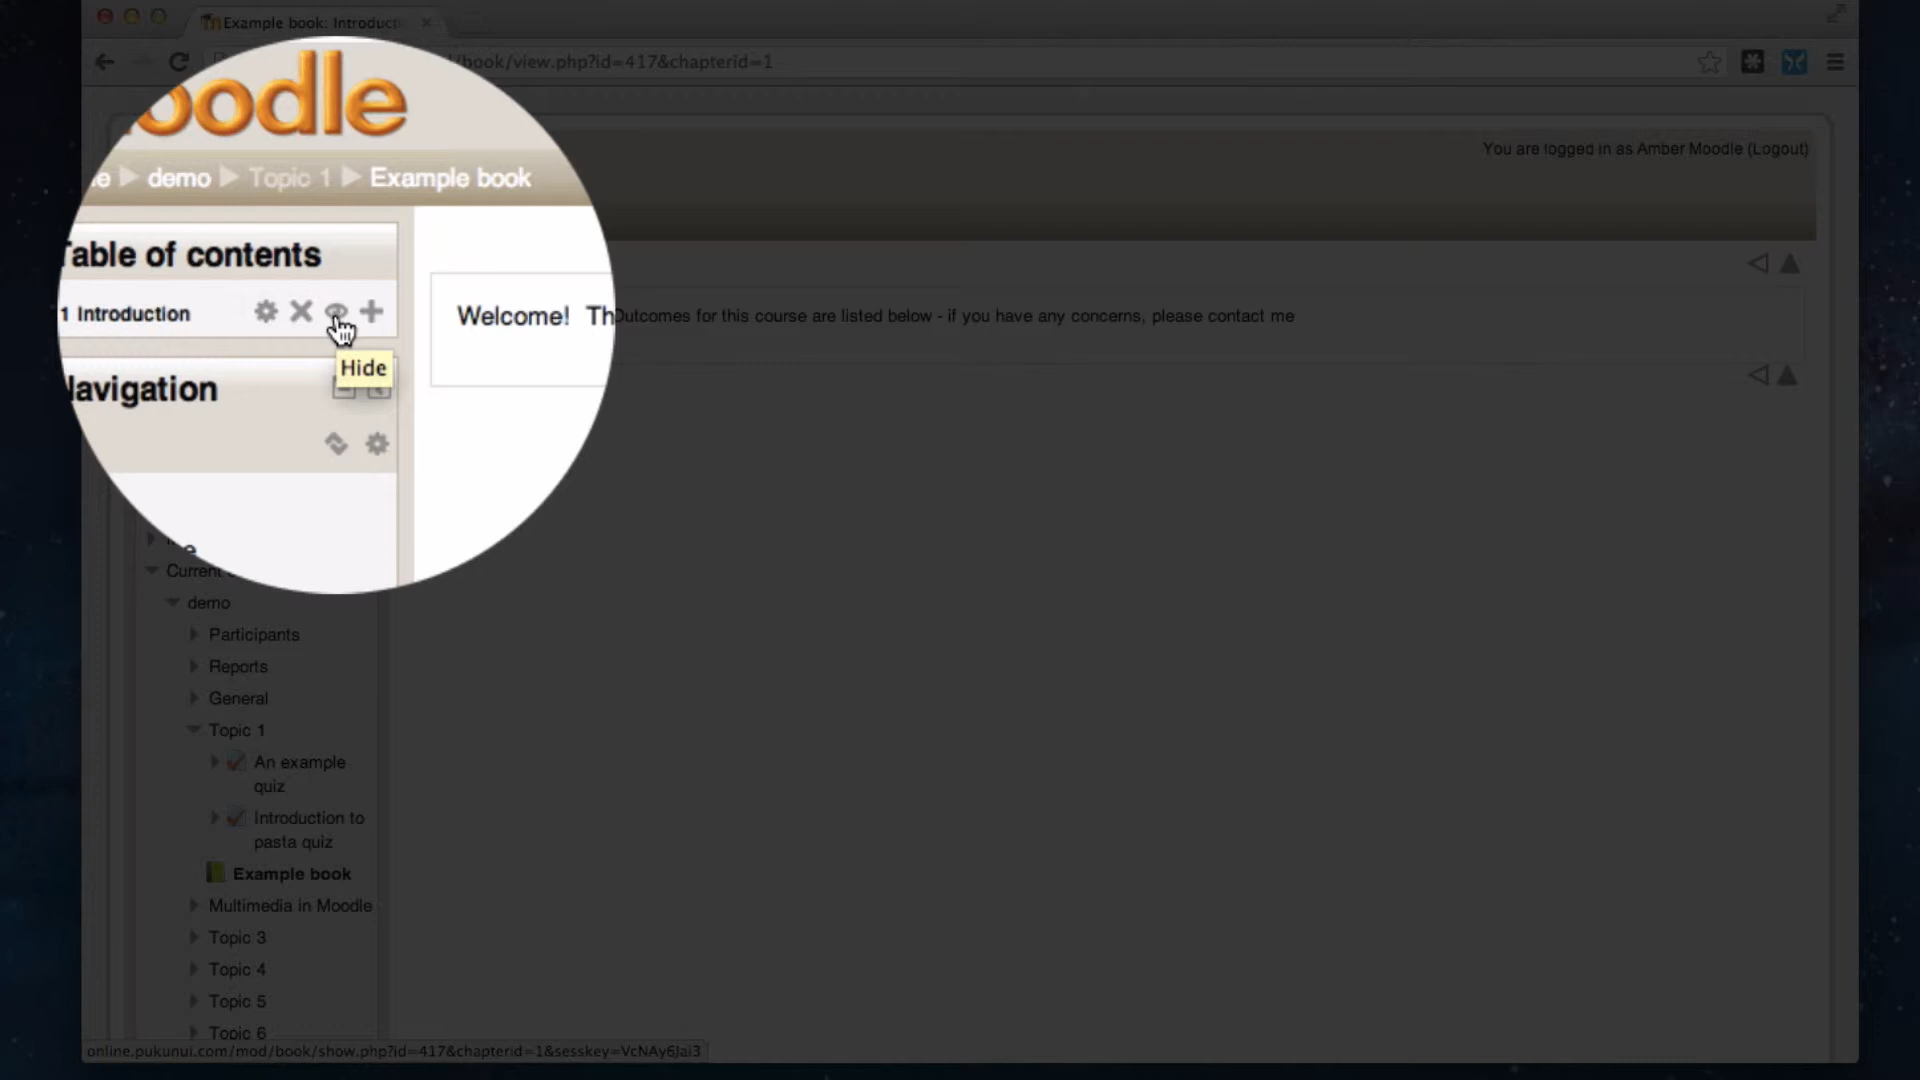 Example book: Introduct
/book/view.php?id=417&chapterid=1
oodle
You are logged in as Amber Moodle (Logout)
e demo Topic 1 Example book
Table of contents
1 Introduction
Welcome! Th Outcomes for this course are listed below - if you have any concerns, please contact me
Hide
Navigation
Current
demo
Participants
Reports
General
Topic 1
An example
quiz
Introduction to
pasta quiz
Example book
Multimedia in Moodle
Topic 3
Topic 4
Topic 5
Topic 6
online.pukunui.com/mod/book/show.php?id=417&chapterid=1&sesskey=VcNAy6Jai3